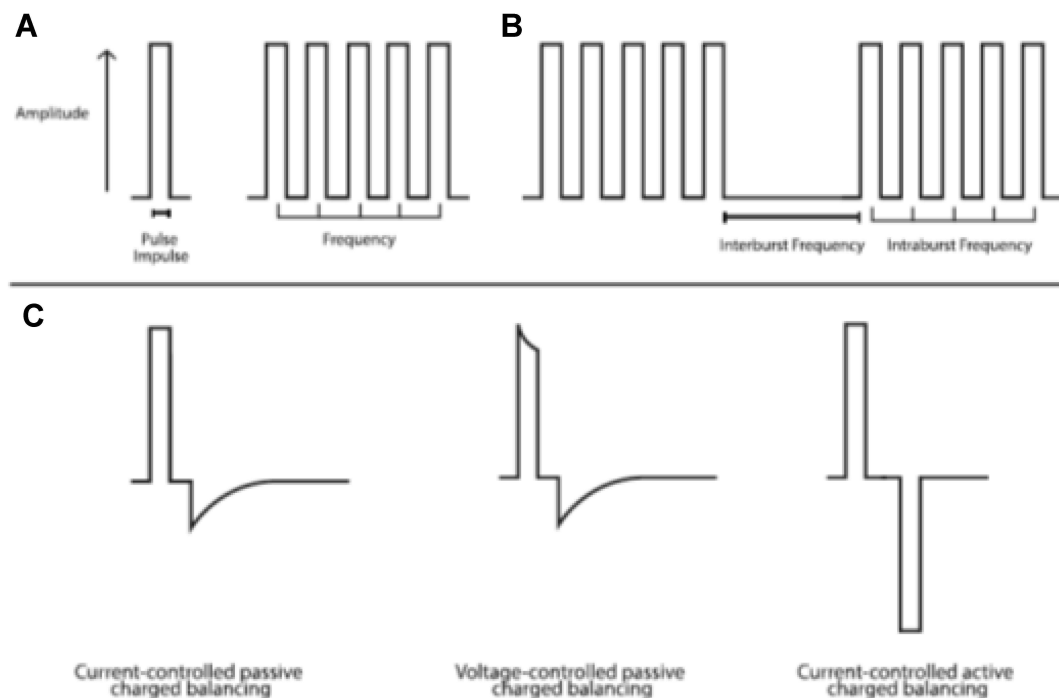 A
B
Amplitude
Pulse
Impulse
Frequency
Interburst Frequency
Intraburst Frequency
C
Current-controlled passive
charged balancing
Voltage-controlled passive
charged balancing
Current-controlled active
charged balancing